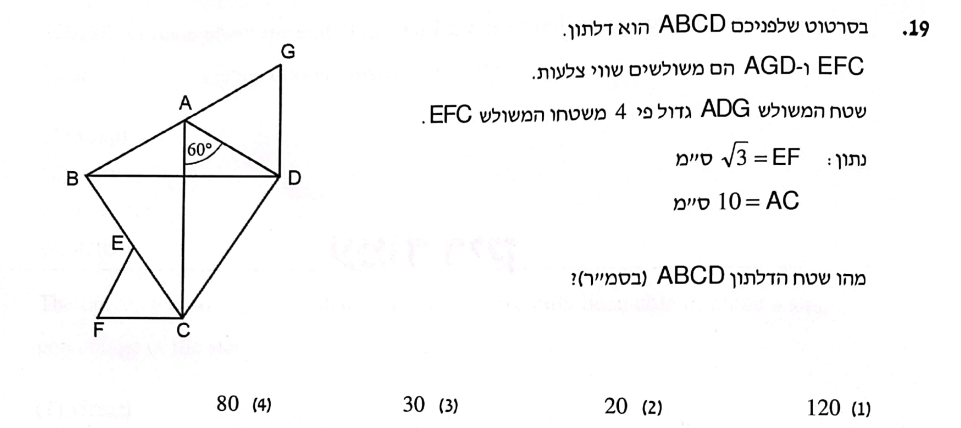 19. בסרטוט שלפניכם ABCD הוא דלתון.
EFC ו-AGD הם משולשים שווי צלעות.
שטח המשולש ADG גדול פי 4 משטחו המשולש EFC.
נתון: EF = √3 ס״מ
AC = 10 ס״מ
מהו שטח הדלתון ABCD (בסמ״ר)?
G
A
60°
B
D
E
F
C
(1) 120 (2) 20 (3) 30 (4) 80